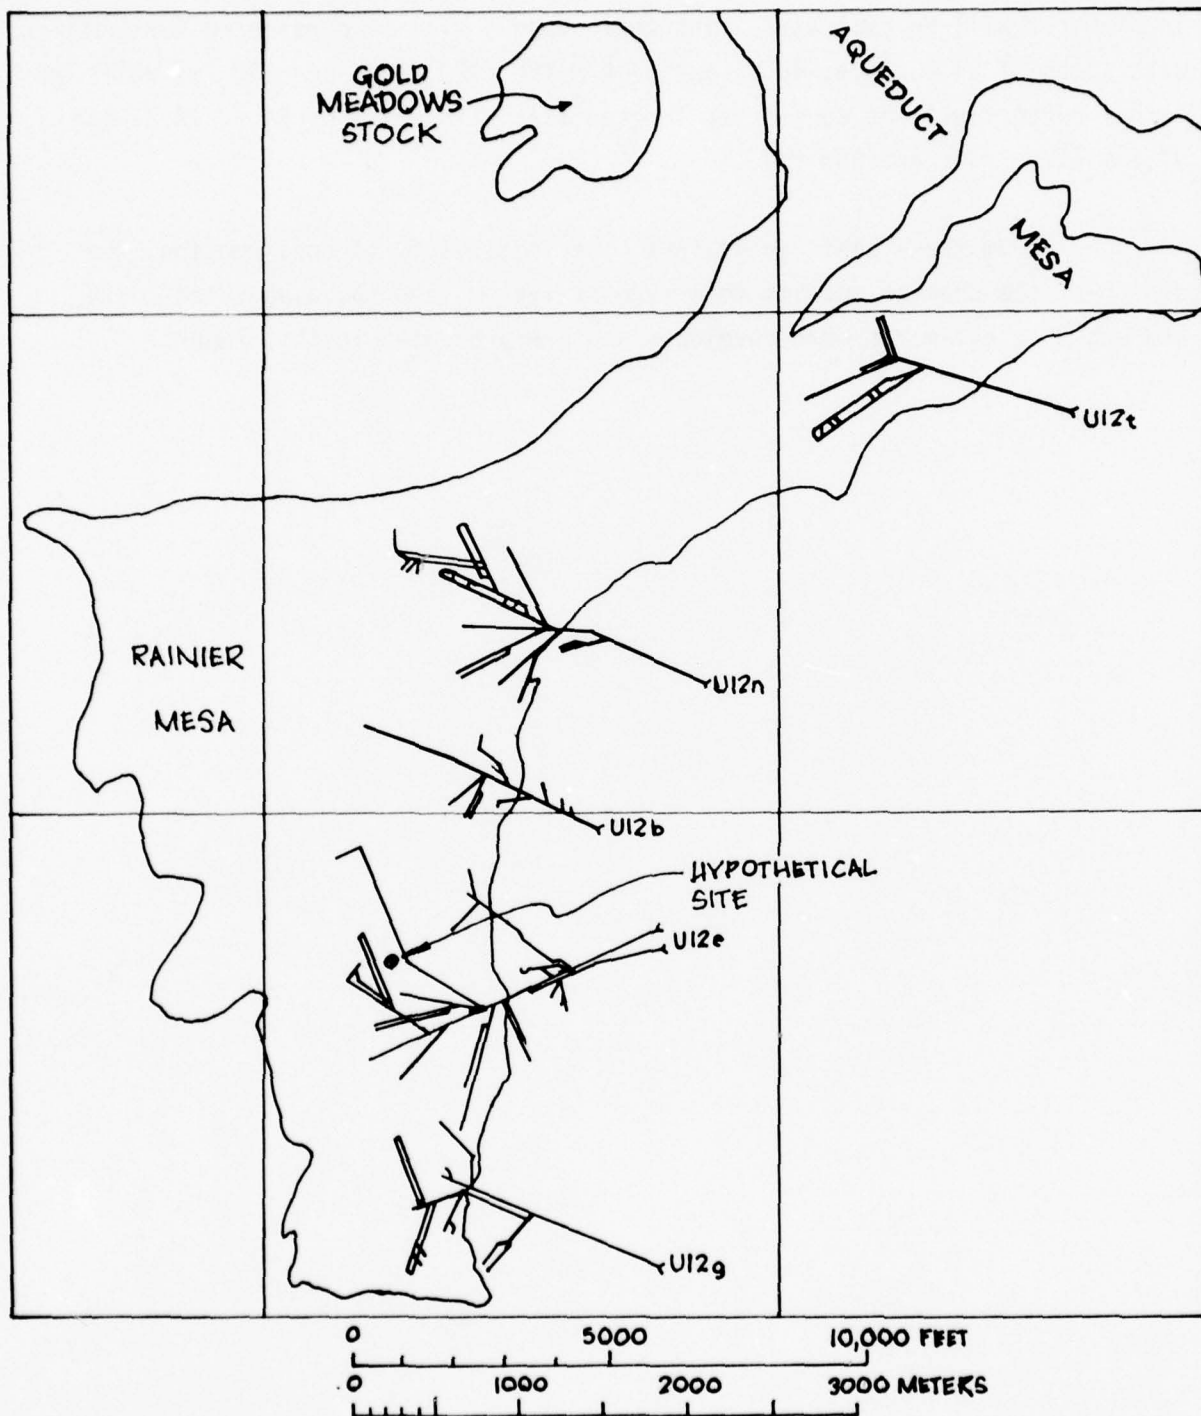 GOLD
MEADOWS
STOCK
AQUEDUCT
MESA
U12t
RAINIER
MESA
U12n
U12b
HYPOTHETICAL
SITE
U12e
U12g
0 5000 10,000 FEET
0 1000 2000 3000 METERS